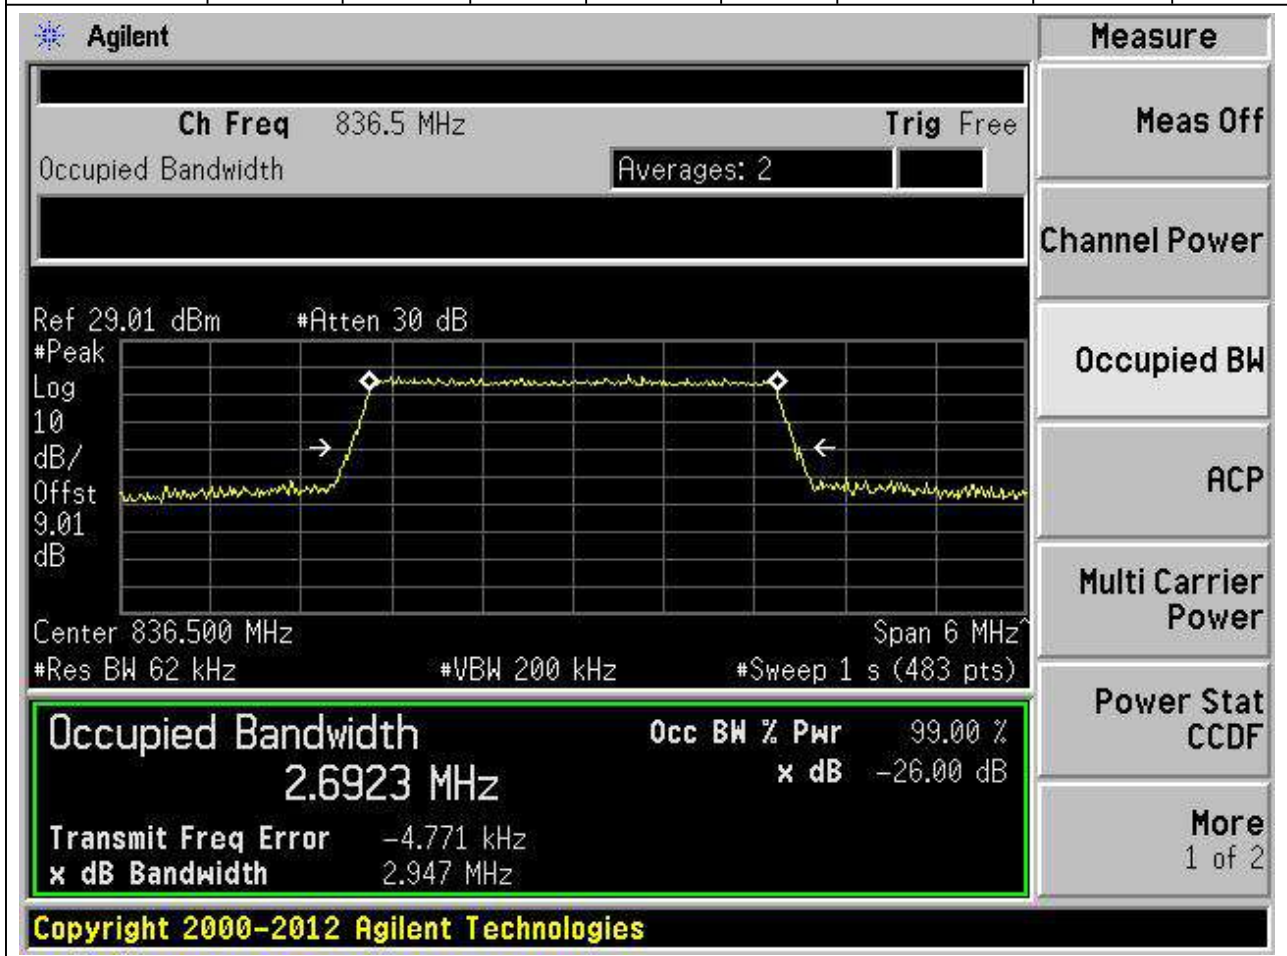 Agilent
Measure
Ch Freq 836.5 MHz Trig Free
Occupied Bandwidth Averages: 2
Meas Off
Channel Power
Occupied BW
ACP
Multi Carrier
Power
Power Stat
CCDF
More
1 of 2
Ref 29.01 dBm #Atten 30 dB
#Peak
Log
10
dB/
Offst
9.01
dB
Center 836.500 MHz Span 6 MHz^
#Res BW 62 kHz #VBW 200 kHz #Sweep 1 s (483 pts)
Occupied Bandwidth Occ BW % Pwr 99.00 %
2.6923 MHz x dB -26.00 dB
Transmit Freq Error -4.771 kHz
x dB Bandwidth 2.947 MHz
Copyright 2000-2012 Agilent Technologies